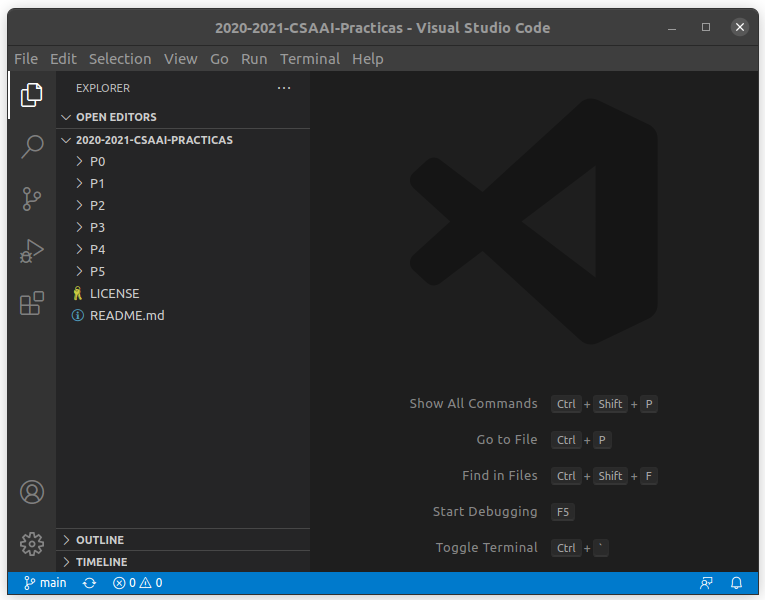 2020-2021-CSAAI-Practicas - Visual Studio Code
File Edit Selection View Go Run Terminal Help
EXPLORER ...
OPEN EDITORS
2020-2021-CSAAI-PRACTICAS
P0
P1
P2
P3
P4
P5
LICENSE
README.md
Show All Commands Ctrl + Shift + P
Go to File Ctrl + P
Find in Files Ctrl + Shift + F
Start Debugging F5
Toggle Terminal Ctrl + `
OUTLINE
TIMELINE
main 0 0